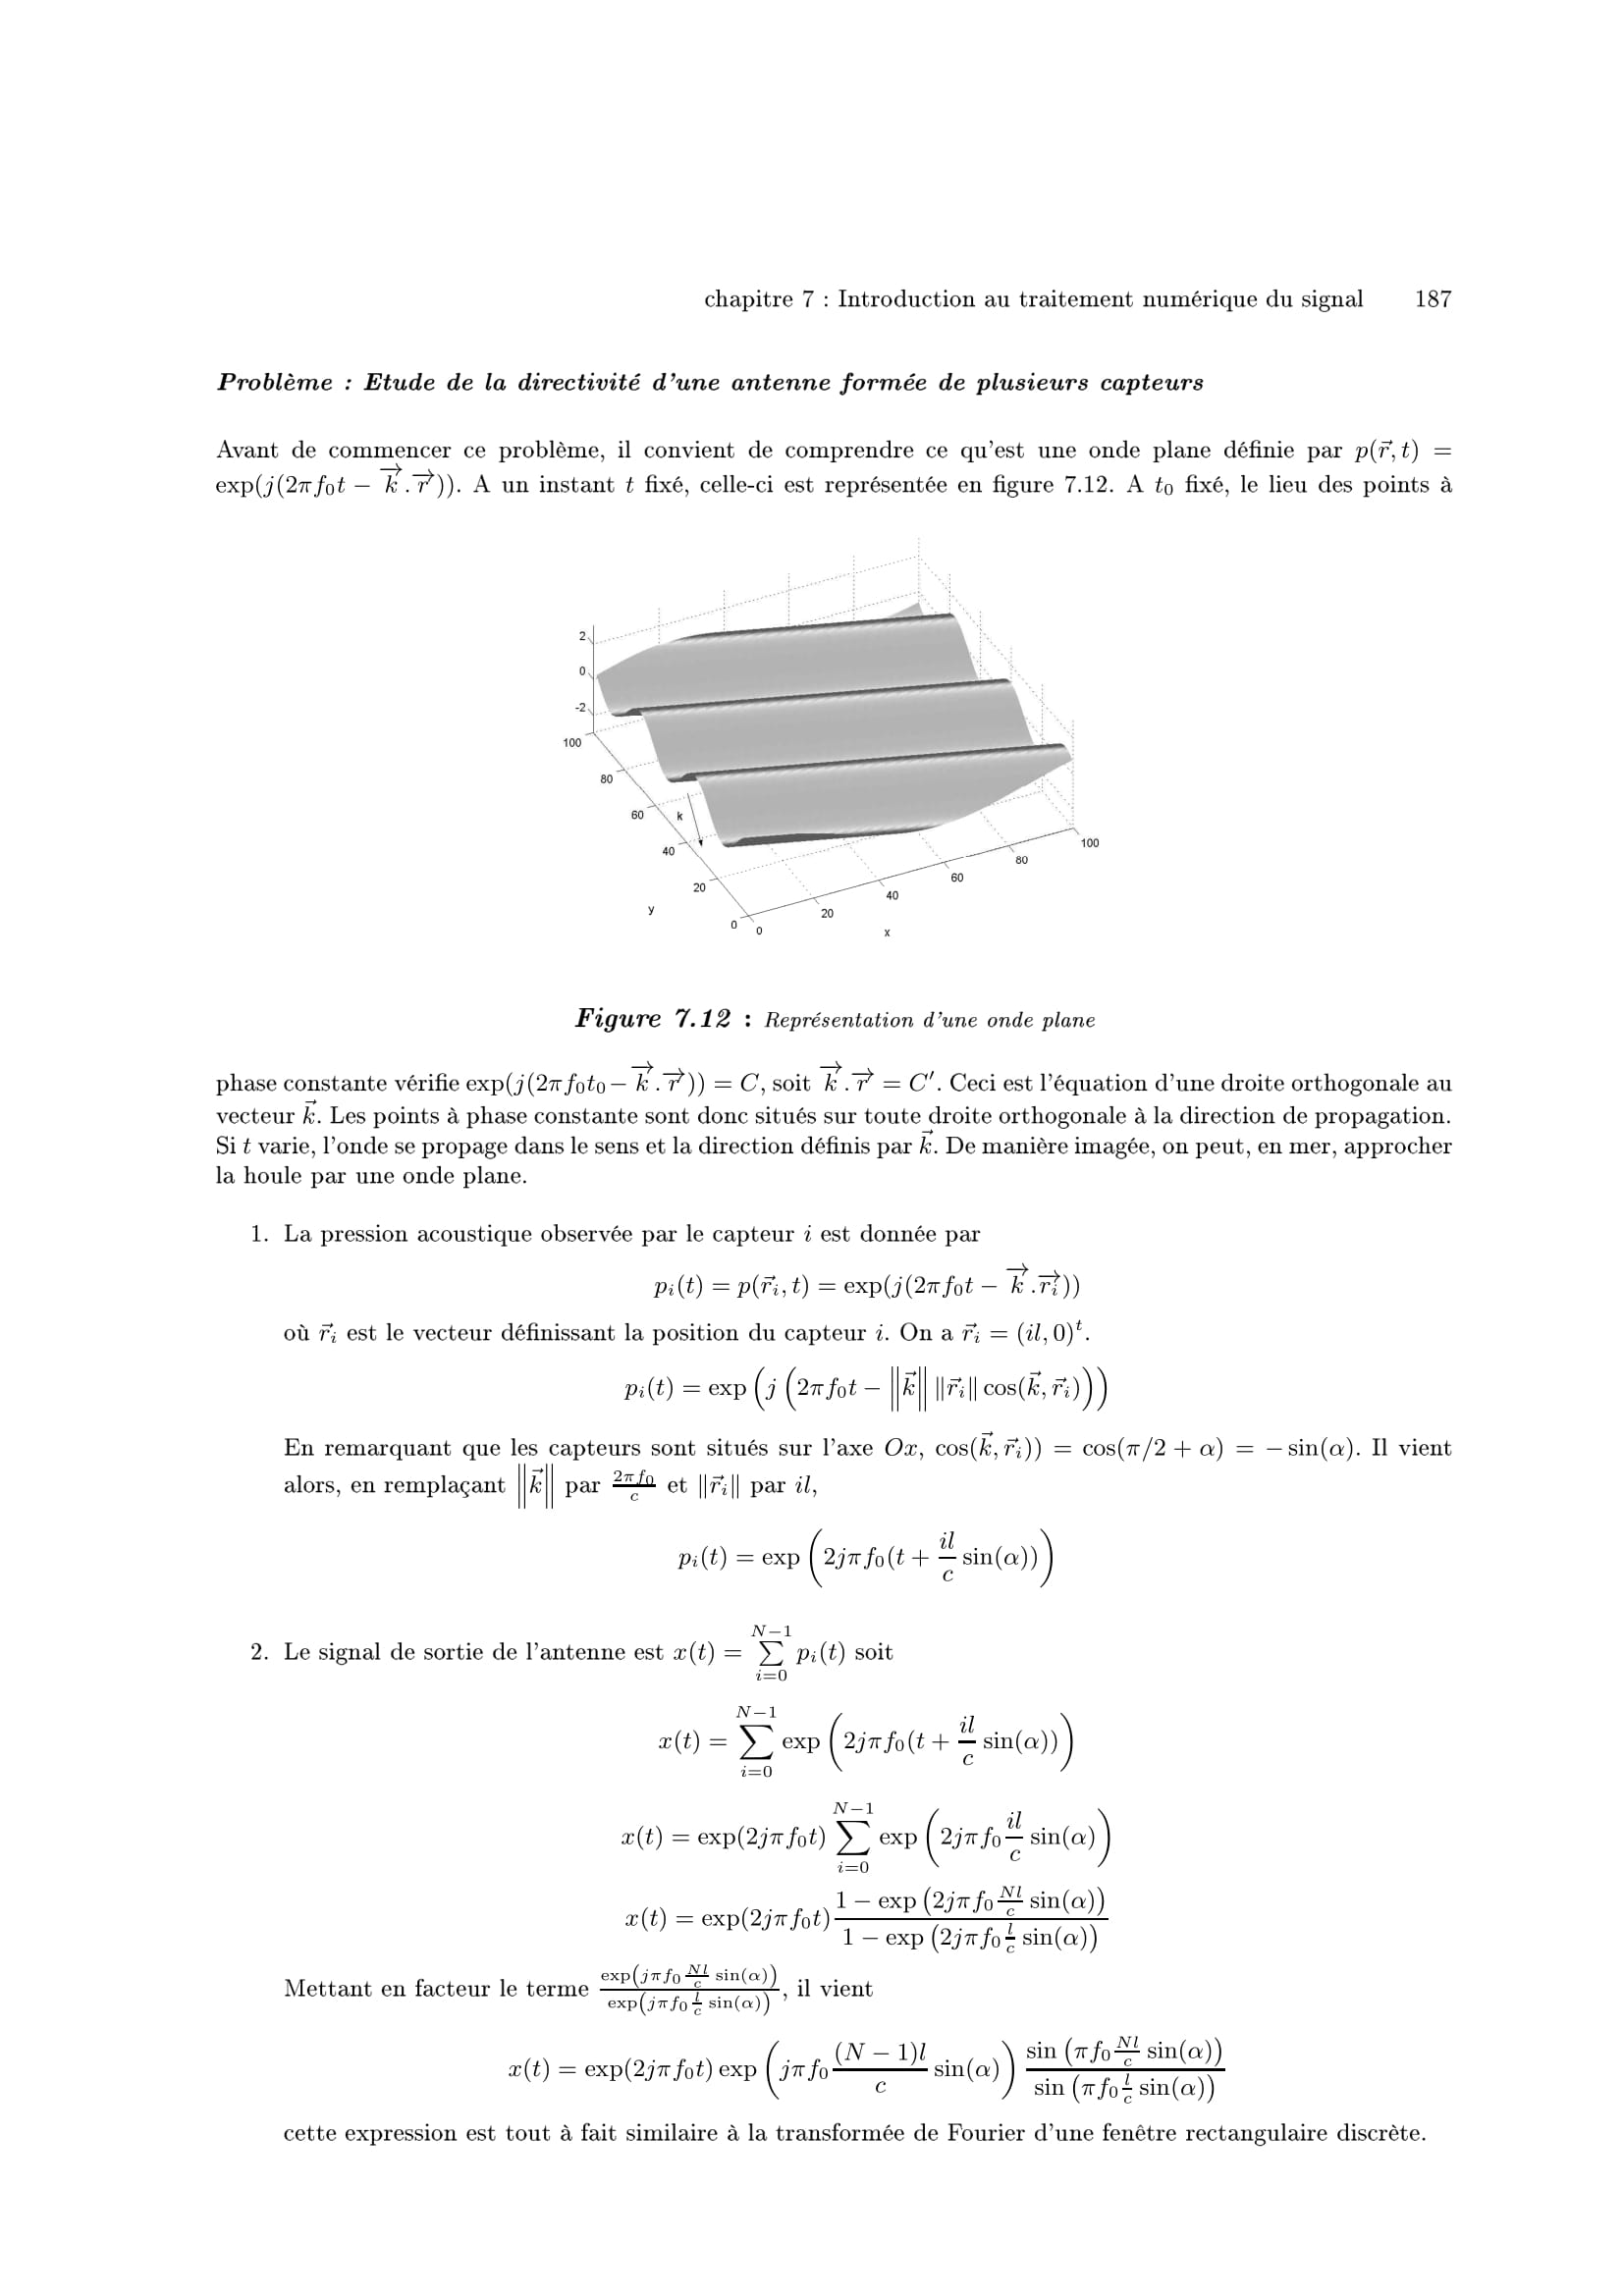 chapitre 7 : Introduction au traitement numérique du signal 187
Problème : Etude de la directivité d'une antenne formée de plusieurs capteurs
Avant de commencer ce problème, il convient de comprendre ce qu'est une onde plane définie par $p(\vec{r}, t) =$
$\exp(j(2\pi f_0 t - \overrightarrow{k}.\overrightarrow{r}))$. A un instant $t$ fixé, celle-ci est représentée en figure 7.12. A $t_0$ fixé, le lieu des points à
2
0
-2
100
80
60
40
20
0
k
y
0
20
40
60
80
100
x
Figure 7.12 : Représentation d'une onde plane
phase constante vérifie $\exp(j(2\pi f_0 t_0 - \overrightarrow{k}.\overrightarrow{r})) = C$, soit $\overrightarrow{k}.\overrightarrow{r} = C'$. Ceci est l'équation d'une droite orthogonale au
vecteur $\vec{k}$. Les points à phase constante sont donc situés sur toute droite orthogonale à la direction de propagation.
Si $t$ varie, l'onde se propage dans le sens et la direction définis par $\vec{k}$. De manière imagée, on peut, en mer, approcher
la houle par une onde plane.
1. La pression acoustique observée par le capteur $i$ est donnée par
$p_i(t) = p(\vec{r}_i, t) = \exp(j(2\pi f_0 t - \overrightarrow{k}.\overrightarrow{r_i}))$
où $\vec{r}_i$ est le vecteur définissant la position du capteur $i$. On a $\vec{r}_i = (il, 0)^t$.
$p_i(t) = \exp\left(j\left(2\pi f_0 t - \left\|\vec{k}\right\| \|\vec{r}_i\| \cos(\vec{k}, \vec{r}_i)\right)\right)$
En remarquant que les capteurs sont situés sur l'axe $Ox$, $\cos(\vec{k}, \vec{r}_i)) = \cos(\pi/2 + \alpha) = -\sin(\alpha)$. Il vient
alors, en remplaçant $\left\|\vec{k}\right\|$ par $\frac{2\pi f_0}{c}$ et $\|\vec{r}_i\|$ par $il$,
$p_i(t) = \exp\left(2j\pi f_0(t + \frac{il}{c}\sin(\alpha))\right)$
2. Le signal de sortie de l'antenne est $x(t) = \sum_{i=0}^{N-1} p_i(t)$ soit
$x(t) = \sum_{i=0}^{N-1} \exp\left(2j\pi f_0(t + \frac{il}{c}\sin(\alpha))\right)$
$x(t) = \exp(2j\pi f_0 t) \sum_{i=0}^{N-1} \exp\left(2j\pi f_0 \frac{il}{c}\sin(\alpha)\right)$
$x(t) = \exp(2j\pi f_0 t) \frac{1 - \exp\left(2j\pi f_0 \frac{Nl}{c}\sin(\alpha)\right)}{1 - \exp\left(2j\pi f_0 \frac{l}{c}\sin(\alpha)\right)}$
Mettant en facteur le terme $\frac{\exp\left(j\pi f_0 \frac{Nl}{c}\sin(\alpha)\right)}{\exp\left(j\pi f_0 \frac{l}{c}\sin(\alpha)\right)}$, il vient
$x(t) = \exp(2j\pi f_0 t) \exp\left(j\pi f_0 \frac{(N-1)l}{c}\sin(\alpha)\right) \frac{\sin\left(\pi f_0 \frac{Nl}{c}\sin(\alpha)\right)}{\sin\left(\pi f_0 \frac{l}{c}\sin(\alpha)\right)}$
cette expression est tout à fait similaire à la transformée de Fourier d'une fenêtre rectangulaire discrète.